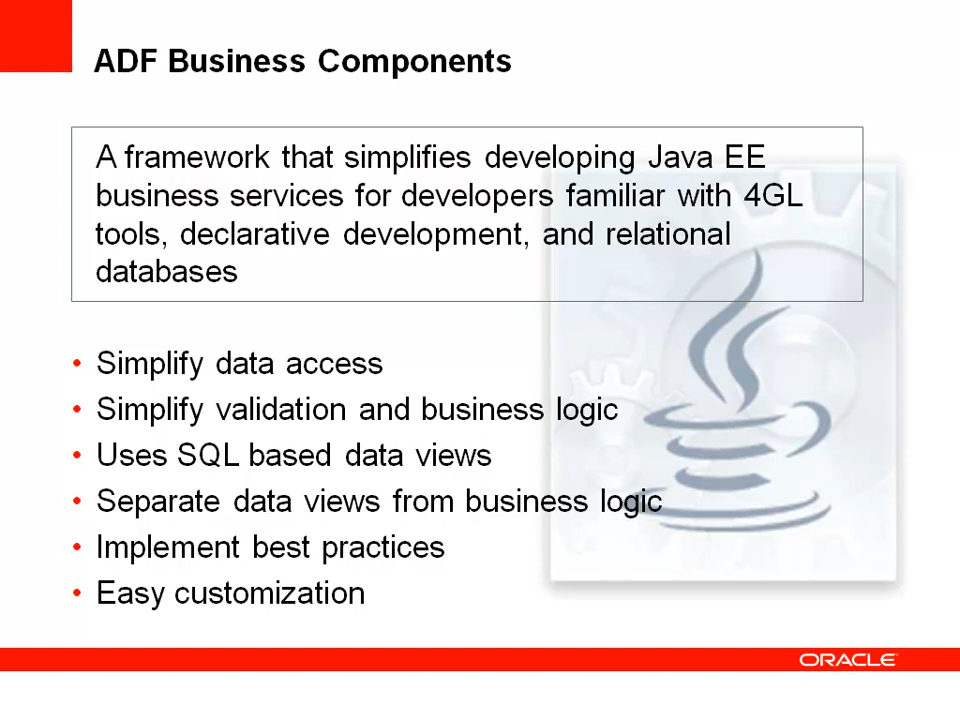 ADF Business Components
A framework that simplifies developing Java EE
business services for developers familiar with 4GL
tools, declarative development, and relational
databases
• Simplify data access
• Simplify validation and business logic
• Uses SQL based data views
• Separate data views from business logic
• Implement best practices
• Easy customization
ORACLE